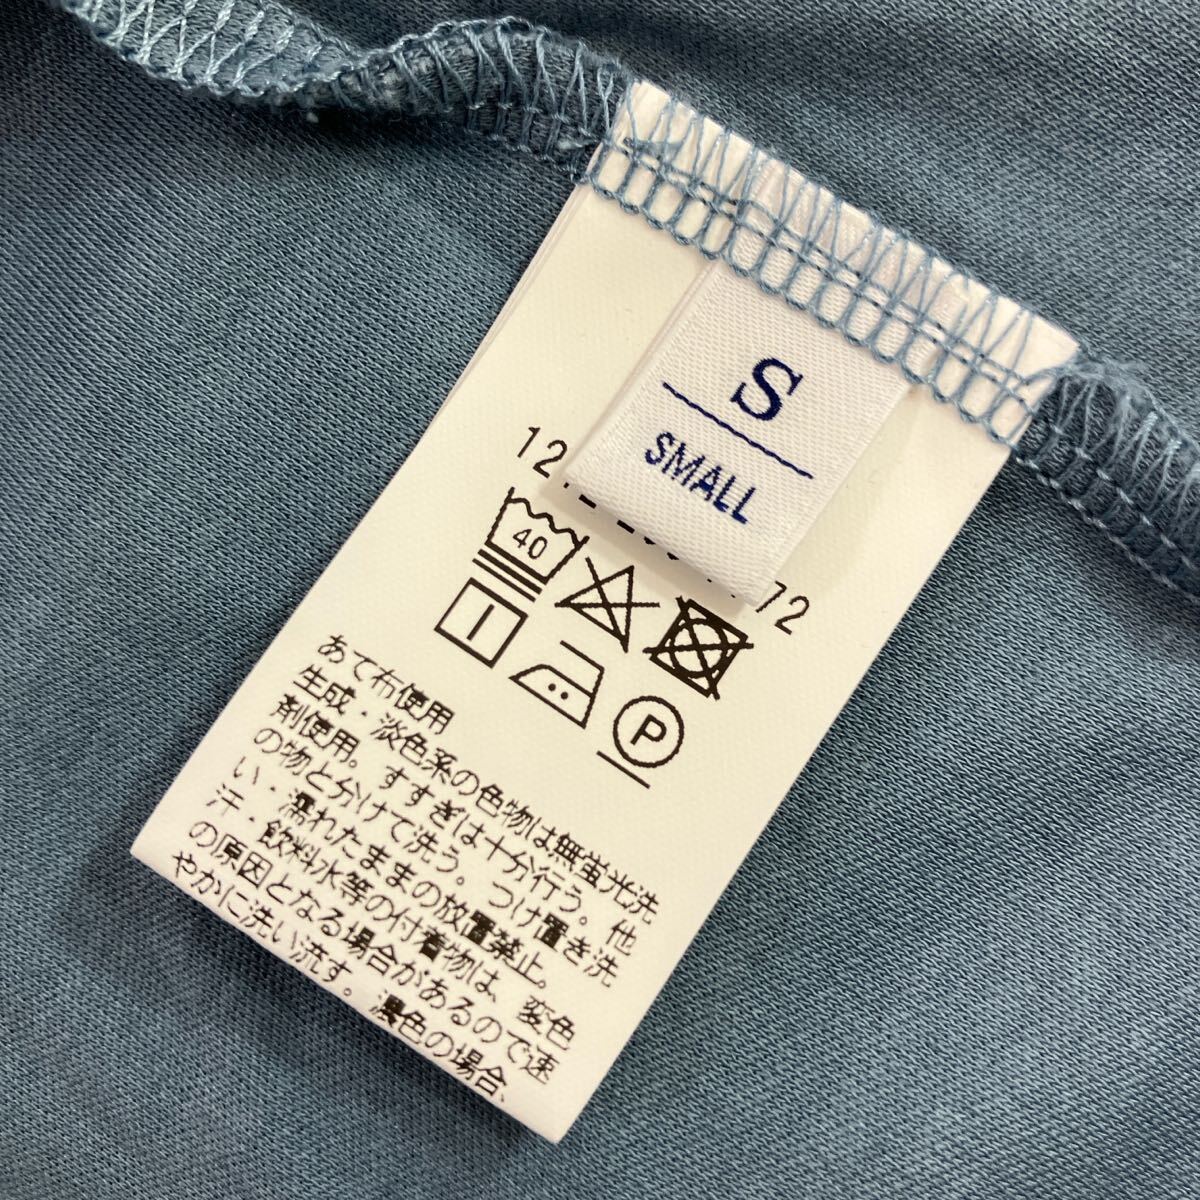 S
SMALL
12
72
40
P
あて布使用
生成・淡色系の色物は無蛍光洗
剤使用。すすぎは十分行う。他
の物と分けて洗う。つけ置き洗
い・濡れたままの放置禁止。
汗・飲料水等の付着物は、変色
の原因となる場合があるので速
やかに洗い流す。濃色の場合、